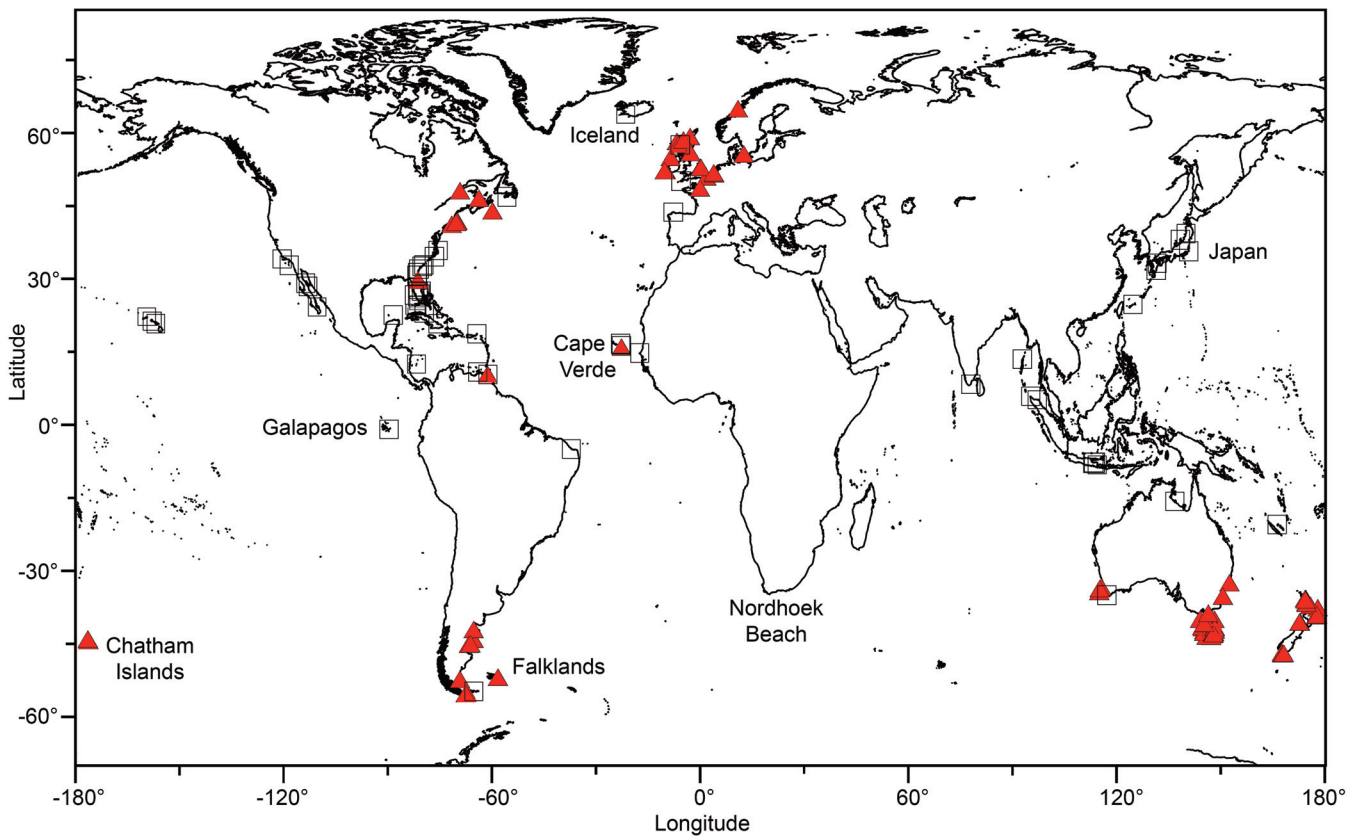 60°
30°
0°
-30°
-60°
Latitude
Iceland
Japan
Cape
Verde
Galapagos
Nordhoek
Beach
Chatham
Islands
Falklands
-180°
-120°
-60°
0
60°
120°
180°
Longitude